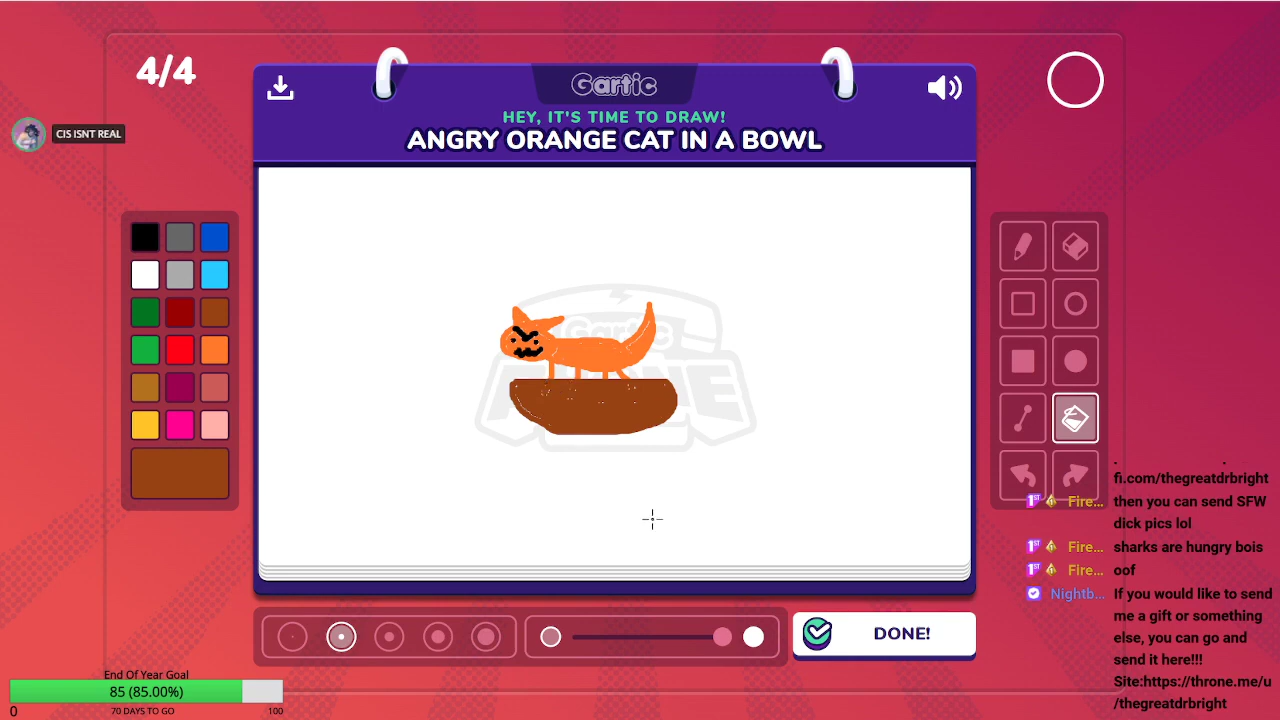 4/4
Gartic
HEY, IT'S TIME TO DRAW!
ANGRY ORANGE CAT IN A BOWL
CIS ISNT REAL
Gartic
PHONE
fi.com/thegreatdrbright
Fire... then you can send SFW
dick pics lol
Fire... sharks are hungry bois
Fire... oof
Nightb... If you would like to send
me a gift or something
else, you can go and
send it here!!!
Site:https://throne.me/u
/thegreatdrbright
DONE!
End Of Year Goal
85 (85.00%)
0 70 DAYS TO GO 100